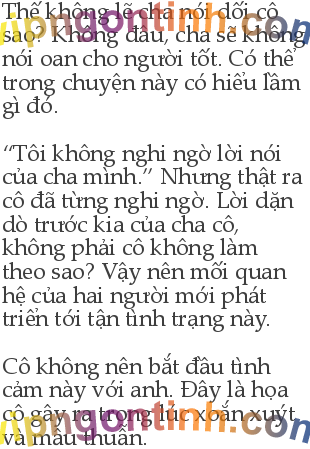 Thế không lẽ cha nói dối cô
sao? Không đâu, cha sẽ không
nói oan cho người tốt. Có thể
trong chuyện này có hiểu lầm
gì đó.
“Tôi không nghi ngờ lời nói
của cha mình.” Nhưng thật ra
cô đã từng nghi ngờ. Lời dặn
dò trước kia của cha cô,
không phải cô không làm
theo sao? Vậy nên mối quan
hệ của hai người mới phát
triển tới tận tình trạng này.
Cô không nên bắt đầu tình
cảm này với anh. Đây là họa
cô gây ra trong lúc xoắn xuýt
và mâu thuẫn.